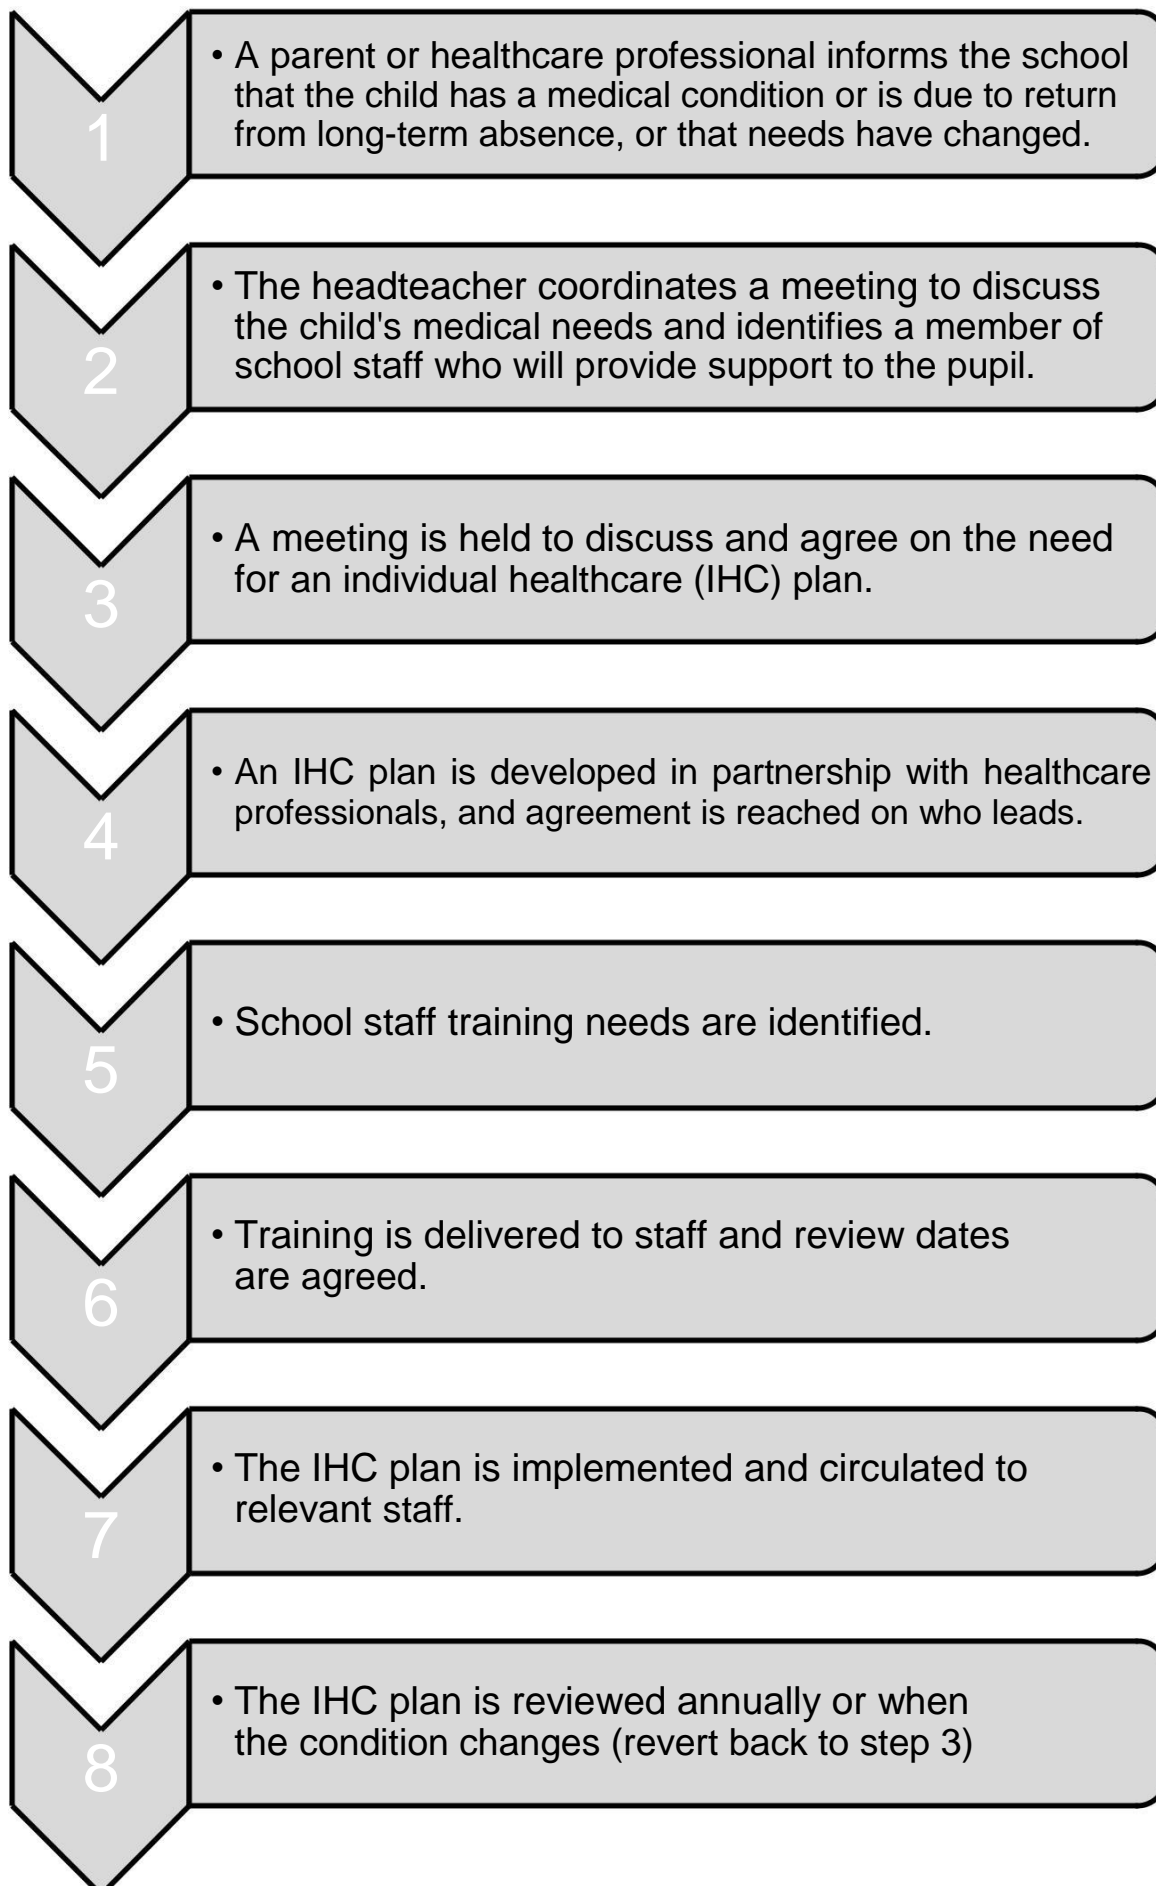 1
• A parent or healthcare professional informs the school
that the child has a medical condition or is due to return
from long-term absence, or that needs have changed.
2
• The headteacher coordinates a meeting to discuss
the child's medical needs and identifies a member of
school staff who will provide support to the pupil.
3
• A meeting is held to discuss and agree on the need
for an individual healthcare (IHC) plan.
4
• An IHC plan is developed in partnership with healthcare
professionals, and agreement is reached on who leads.
5
• School staff training needs are identified.
6
• Training is delivered to staff and review dates
are agreed.
7
• The IHC plan is implemented and circulated to
relevant staff.
8
• The IHC plan is reviewed annually or when
the condition changes (revert back to step 3)